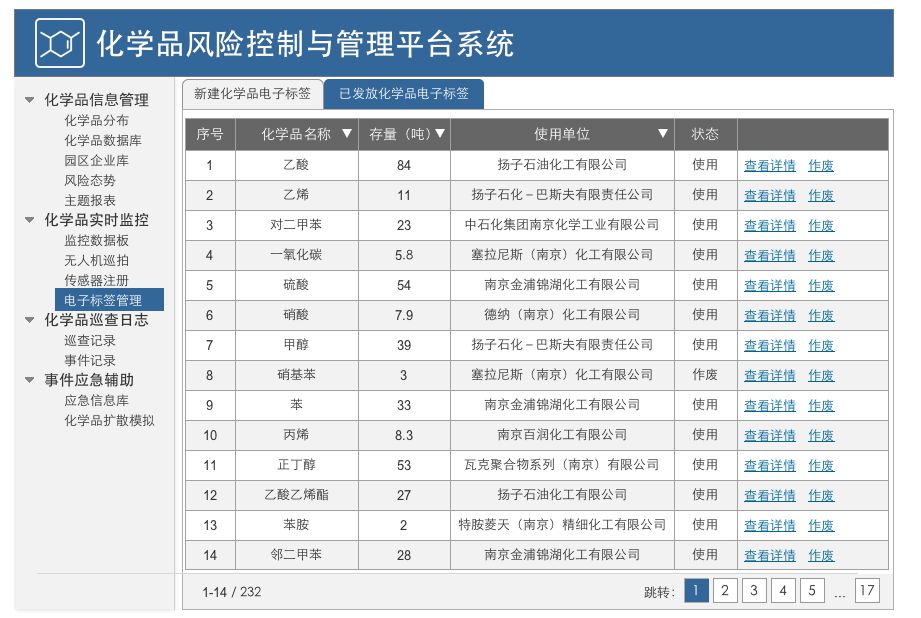 化学品风险控制与管理平台系统
化学品信息管理
化学品分布
化学品数据库
园区企业库
风险态势
主题报表
化学品实时监控
监控数据板
无人机巡拍
传感器注册
电子标签管理
化学品巡查日志
巡查记录
事件记录
事件应急辅助
应急信息库
化学品扩散模拟
新建化学品电子标签 已发放化学品电子标签
序号 化学品名称 ▼ 存量（吨）▼ 使用单位 ▼ 状态
1 乙酸 84 扬子石油化工有限公司 使用 查看详情 作废
2 乙烯 11 扬子石化－巴斯夫有限责任公司 使用 查看详情 作废
3 对二甲苯 23 中石化集团南京化学工业有限公司 使用 查看详情 作废
4 一氧化碳 5.8 塞拉尼斯（南京）化工有限公司 使用 查看详情 作废
5 硫酸 54 南京金浦锦湖化工有限公司 使用 查看详情 作废
6 硝酸 7.9 德纳（南京）化工有限公司 使用 查看详情 作废
7 甲醇 39 扬子石化－巴斯夫有限责任公司 使用 查看详情 作废
8 硝基苯 3 塞拉尼斯（南京）化工有限公司 作废 查看详情 作废
9 苯 33 南京金浦锦湖化工有限公司 使用 查看详情 作废
10 丙烯 8.3 南京百润化工有限公司 使用 查看详情 作废
11 正丁醇 53 瓦克聚合物系列（南京）有限公司 使用 查看详情 作废
12 乙酸乙烯酯 27 扬子石油化工有限公司 使用 查看详情 作废
13 苯胺 2 特胺菱天（南京）精细化工有限公司 使用 查看详情 作废
14 邻二甲苯 28 南京金浦锦湖化工有限公司 使用 查看详情 作废
1-14 / 232 跳转： 1 2 3 4 5 ... 17